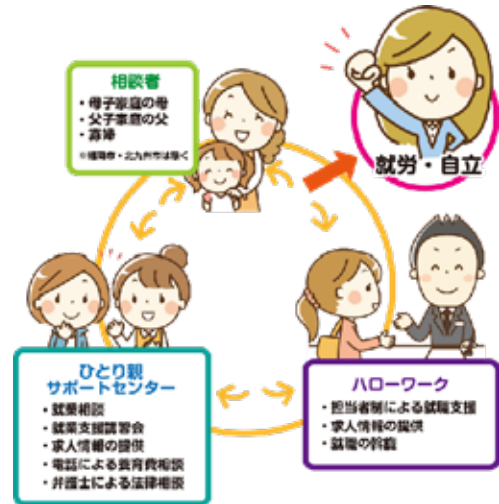 相談者
・母子家庭の母
・父子家庭の父
・寡婦
※福岡市・北九州市は除く
就労・自立
ひとり親
サポートセンター
・就業相談
・就業支援講習会
・求人情報の提供
・電話による養育費相談
・弁護士による法律相談
ハローワーク
・担当者制による就職支援
・求人情報の提供
・就職の斡旋